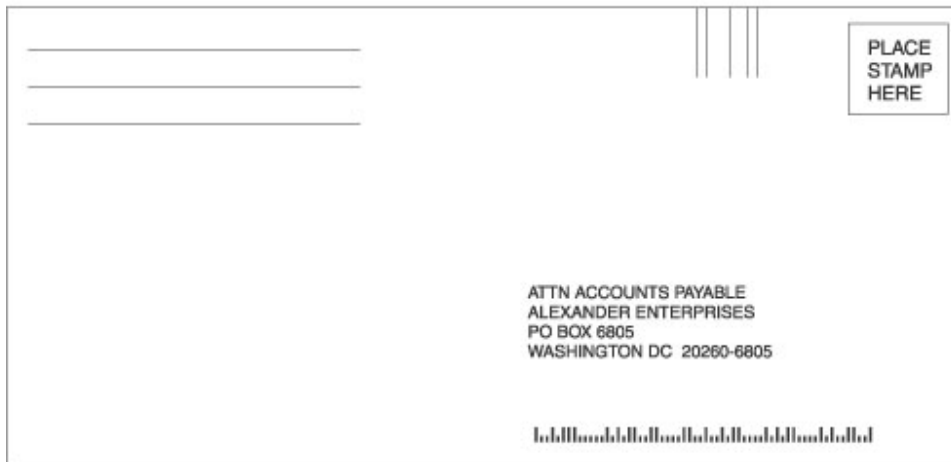 PLACE
STAMP
HERE
ATTN ACCOUNTS PAYABLE
ALEXANDER ENTERPRISES
PO BOX 6805
WASHINGTON DC 20260-6805